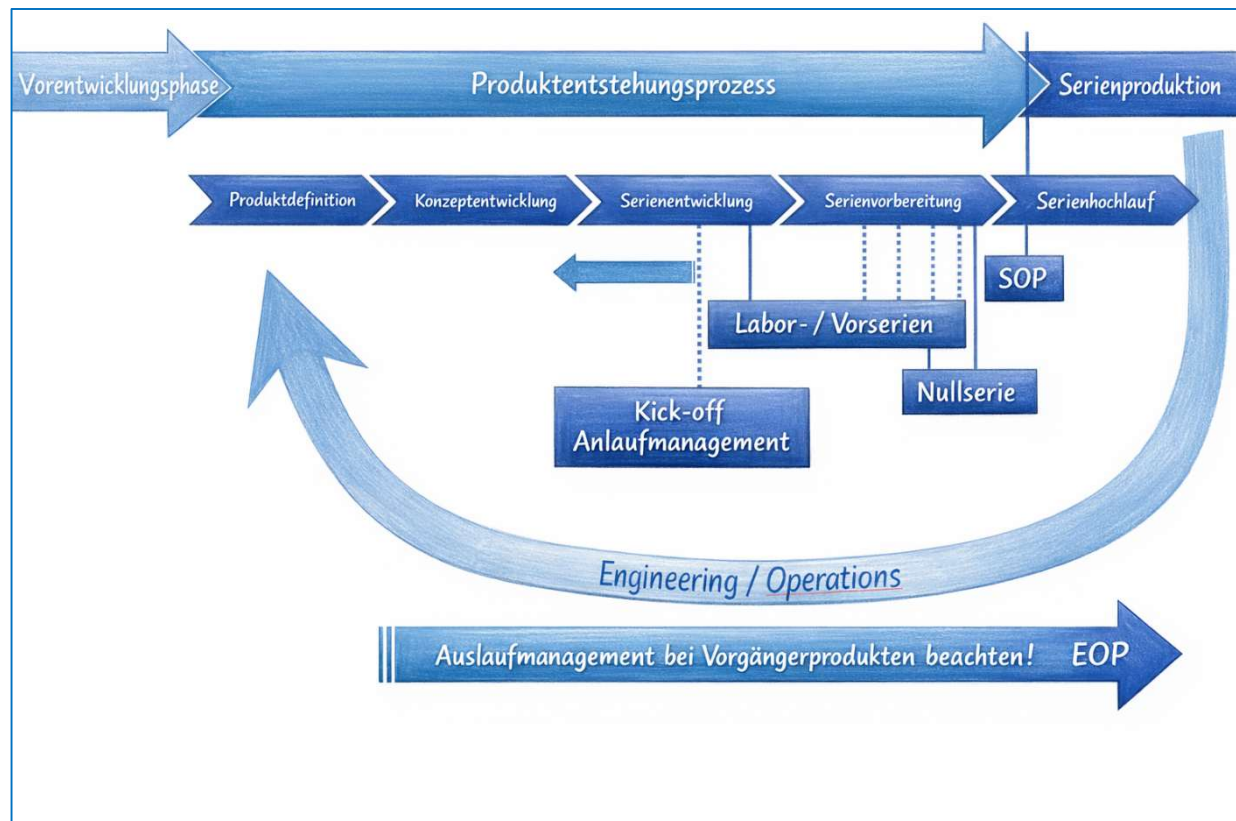 Vorentwicklungsphase
Produktentstehungsprozess
Serienproduktion
Produktdefinition
Konzeptentwicklung
Serienentwicklung
Serienvorbereitung
Serienhochlauf
SOP
Labor- / Vorserien
Nullserie
Kick-off
Anlaufmanagement
Engineering / Operations
Auslaufmanagement bei Vorgängerprodukten beachten! EOP